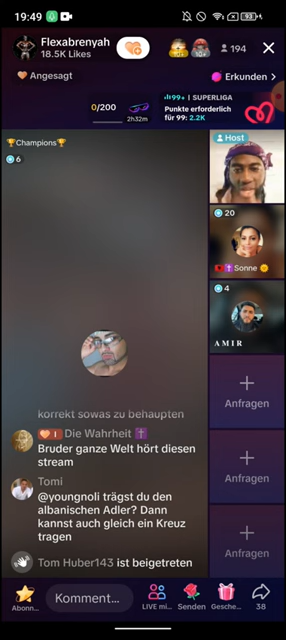 19:49
93
Flexabrenyah
18.5K Likes
194
Angesagt
Erkunden >
0/200
2h32m
99+ | SUPERLIGA
Punkte erforderlich
für 99: 2.2K
🏆Champions🏆
6
Host
20
🇦🇱✝️Sonne🌞
4
A M I R
+
Anfragen
+
Anfragen
+
Anfragen
korrekt sowas zu behaupten
I Die Wahrheit ✝️
Bruder ganze Welt hört diesen
stream
Tomi
@youngnoli trägst du den
albanischen Adler? Dann
kannst auch gleich ein Kreuz
tragen
Tom Huber143 ist beigetreten
Abonn...
Komment...
LIVE mi...
Senden
Gesche...
38